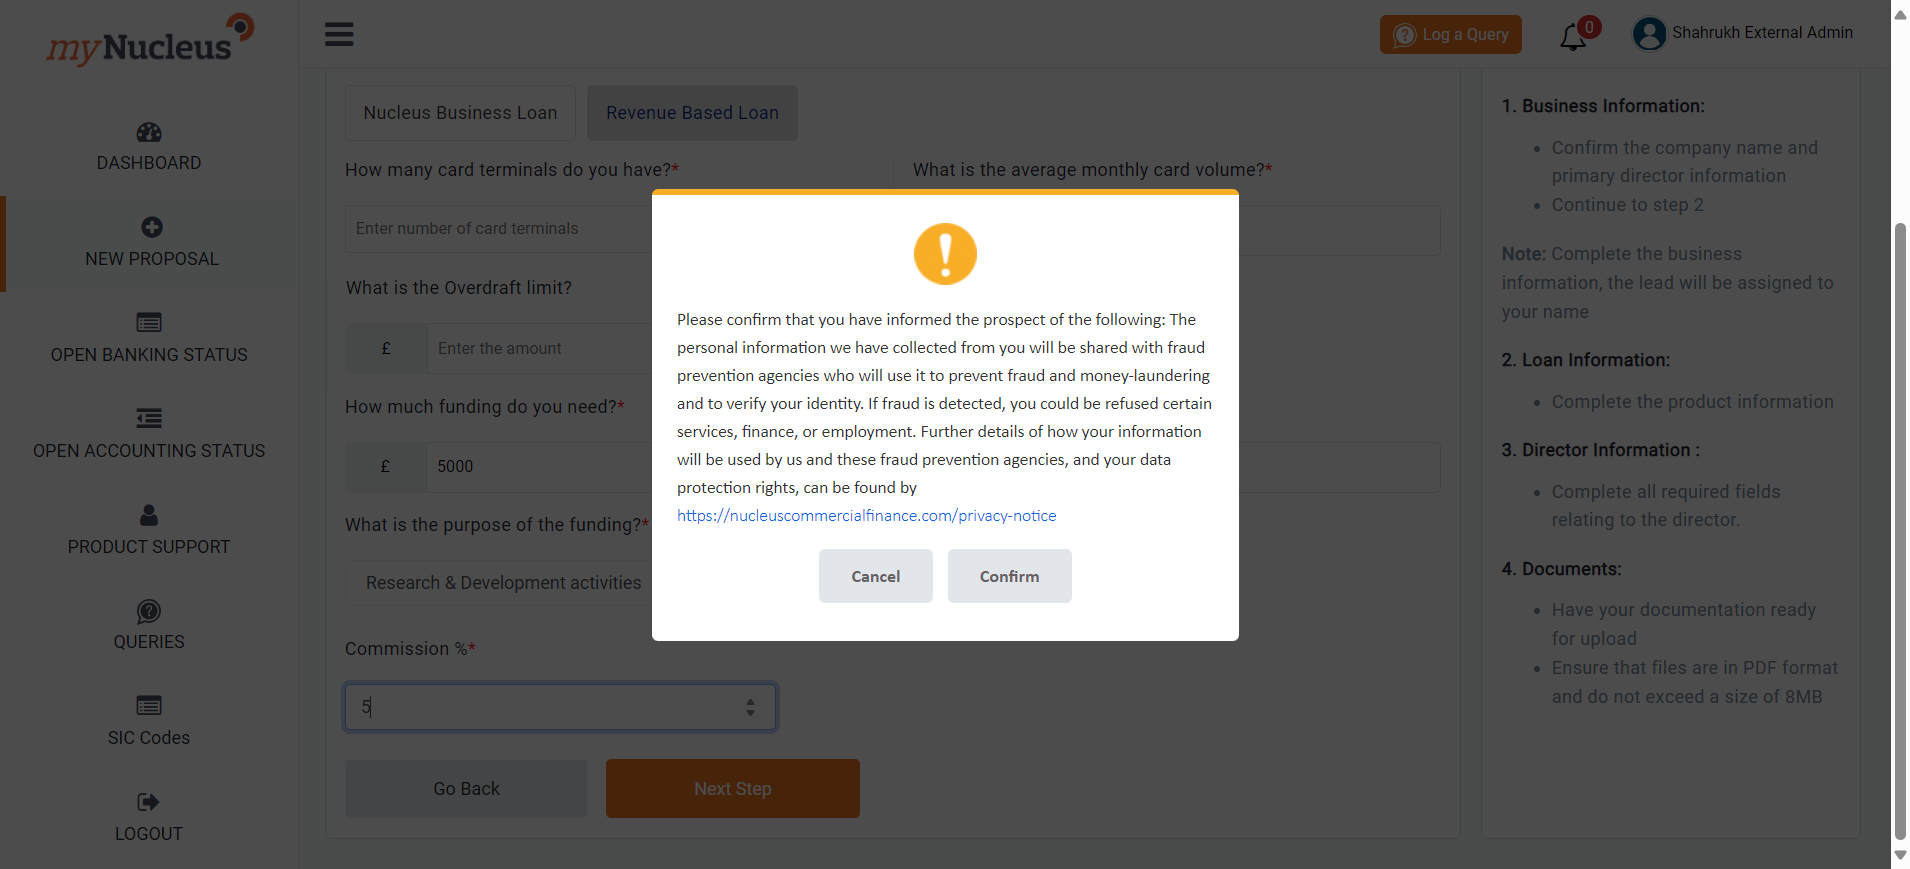 myNucleus
Log a Query
0
Shahrukh External Admin
DASHBOARD
NEW PROPOSAL
OPEN BANKING STATUS
OPEN ACCOUNTING STATUS
PRODUCT SUPPORT
QUERIES
SIC Codes
LOGOUT
Nucleus Business Loan
Revenue Based Loan
How many card terminals do you have?*
What is the average monthly card volume?*
Enter number of card terminals
What is the Overdraft limit?
£
Enter the amount
How much funding do you need?*
£
5000
What is the purpose of the funding?*
Research & Development activities
Commission %*
5
Go Back
Next Step
Please confirm that you have informed the prospect of the following: The
personal information we have collected from you will be shared with fraud
prevention agencies who will use it to prevent fraud and money-laundering
and to verify your identity. If fraud is detected, you could be refused certain
services, finance, or employment. Further details of how your information
will be used by us and these fraud prevention agencies, and your data
protection rights, can be found by
https://nucleuscommercialfinance.com/privacy-notice
Cancel
Confirm
1. Business Information:
Confirm the company name and
primary director information
Continue to step 2
Note: Complete the business
information, the lead will be assigned to
your name
2. Loan Information:
Complete the product information
3. Director Information :
Complete all required fields
relating to the director.
4. Documents:
Have your documentation ready
for upload
Ensure that files are in PDF format
and do not exceed a size of 8MB